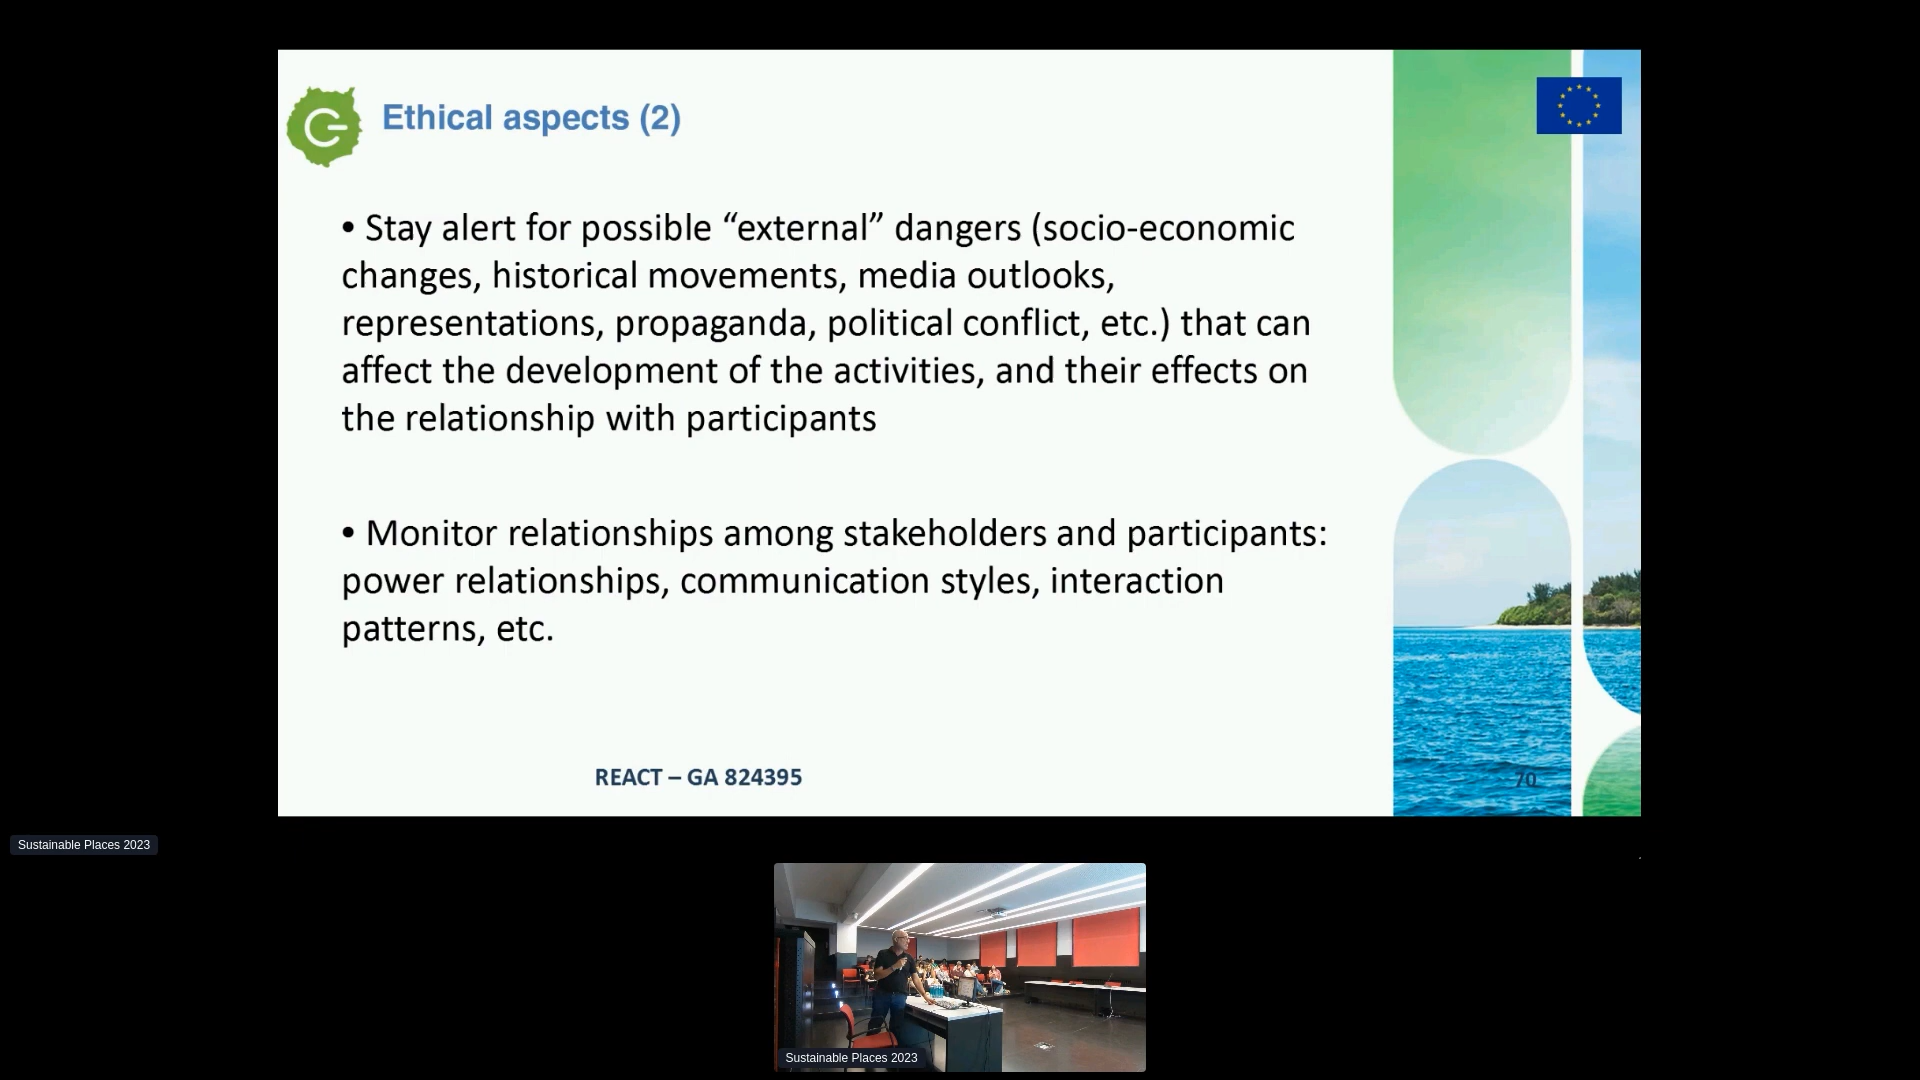 Ethical aspects (2)
• Stay alert for possible “external” dangers (socio-economic
changes, historical movements, media outlooks,
representations, propaganda, political conflict, etc.) that can
affect the development of the activities, and their effects on
the relationship with participants
• Monitor relationships among stakeholders and participants:
power relationships, communication styles, interaction
patterns, etc.
REACT – GA 824395
70
Sustainable Places 2023
Sustainable Places 2023